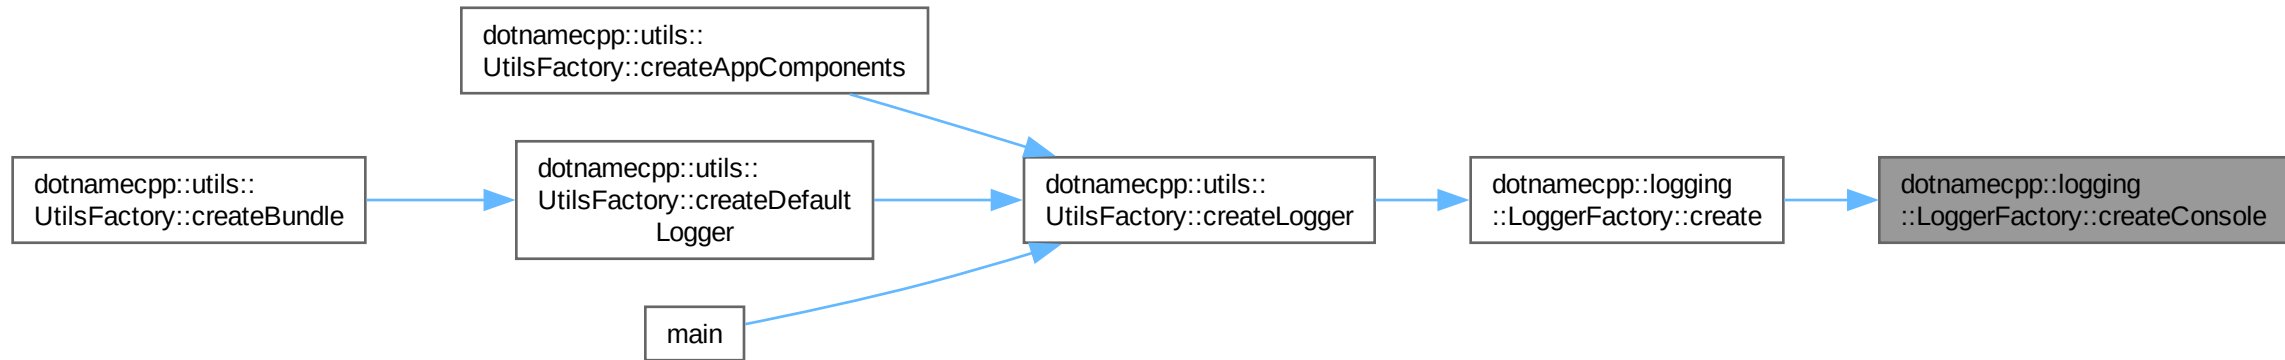 dotnamecpp::utils::
UtilsFactory::createAppComponents
dotnamecpp::utils::
UtilsFactory::createBundle
dotnamecpp::utils::
UtilsFactory::createDefault
Logger
main
dotnamecpp::utils::
UtilsFactory::createLogger
dotnamecpp::logging
::LoggerFactory::create
dotnamecpp::logging
::LoggerFactory::createConsole